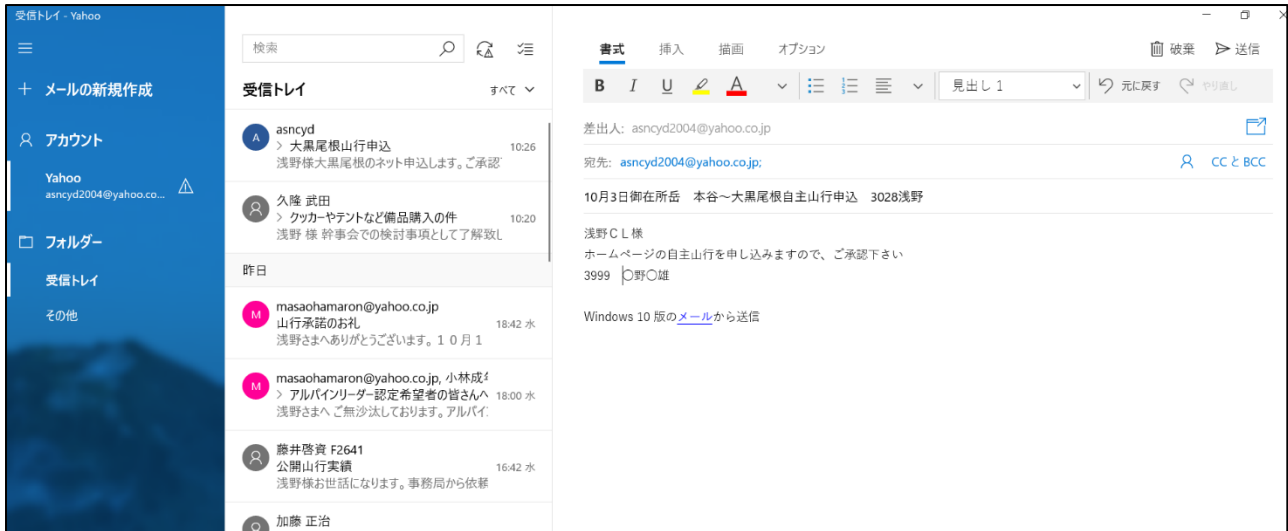 受信トレイ - Yahoo
メールの新規作成
アカウント
Yahoo
asncyd2004@yahoo.co...
フォルダー
受信トレイ
その他
検索
受信トレイ
すべて
A
asncyd
> 大黒尾根山行申込
10:26
浅野様大黒尾根のネット申込します。ご承認
久隆 武田
> クッカーやテントなど備品購入の件
10:20
浅野 様 幹事会での検討事項として了解致し
昨日
M
masaohamaron@yahoo.co.jp
山行承諾のお礼
18:42 水
浅野さまへありがとうございます。１０月１
M
masaohamaron@yahoo.co.jp, 小林成年
> アルパインリーダー認定希望者の皆さんへ
18:00 水
浅野さまへ ご無沙汰しております。アルパイ
藤井啓資 F2641
公開山行実績
16:42 水
浅野様お世話になります。事務局から依頼
加藤 正治
書式 挿入 描画 オプション
破棄 送信
B I U A 見出し 1 元に戻す やり直し
差出人: asncyd2004@yahoo.co.jp
宛先: asncyd2004@yahoo.co.jp;
CC と BCC
10月3日御在所岳　本谷～大黒尾根自主山行申込　3028浅野
浅野ＣＬ様
ホームページの自主山行を申し込みますので、ご承認下さい
3999　〇野〇雄
Windows 10 版のメールから送信